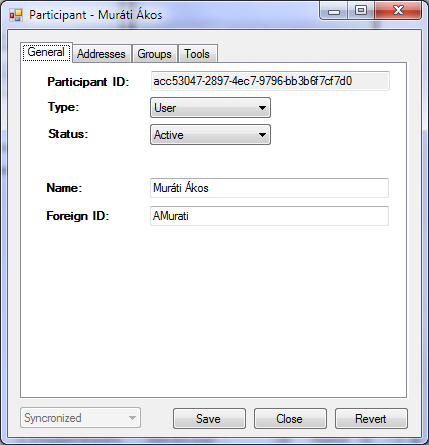 Participant - Muráti Ákos
General Addresses Groups Tools
Participant ID: acc53047-2897-4ec7-9796-bb3b6f7cf7d0
Type: User
Status: Active
Name: Muráti Ákos
Foreign ID: AMurati
Syncronized Save Close Revert